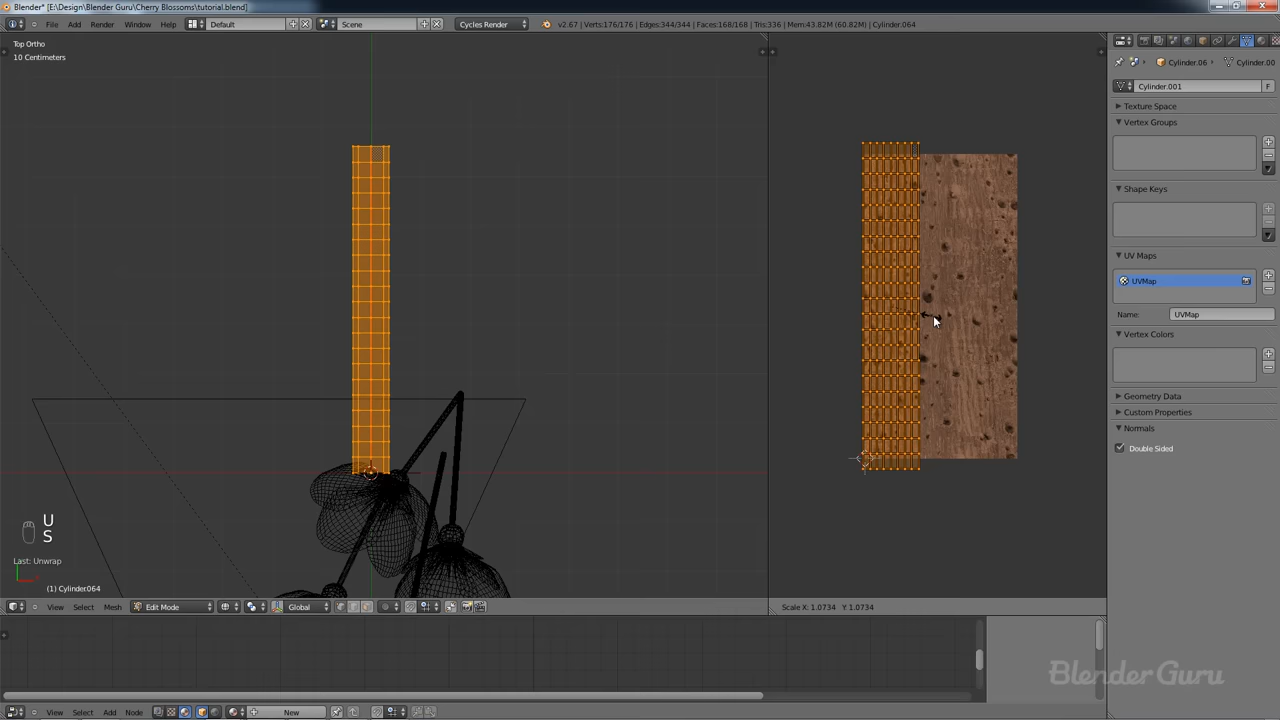 Blender* [E:\Design\Blender Guru\Cherry Blossoms\tutorial.blend]
File Add Render Window Help Default Scene Cycles Render v2.67 | Verts:176/176 | Edges:344/344 | Faces:168/168 | Tris:336 | Mem:43.82M (60.82M) | Cylinder.064
Top Ortho
10 Centimeters
Cylinder.06 Cylinder.00
Cylinder.001 F
Texture Space
Vertex Groups
Shape Keys
UV Maps
UVMap
Name: UVMap
Vertex Colors
Geometry Data
Custom Properties
Normals
Double Sided
U
S
Last: Unwrap
(1) Cylinder.064
View Select Mesh Edit Mode Global Scale X: 1.0734 Y: 1.0734
BlenderGuru
View Select Add Node New